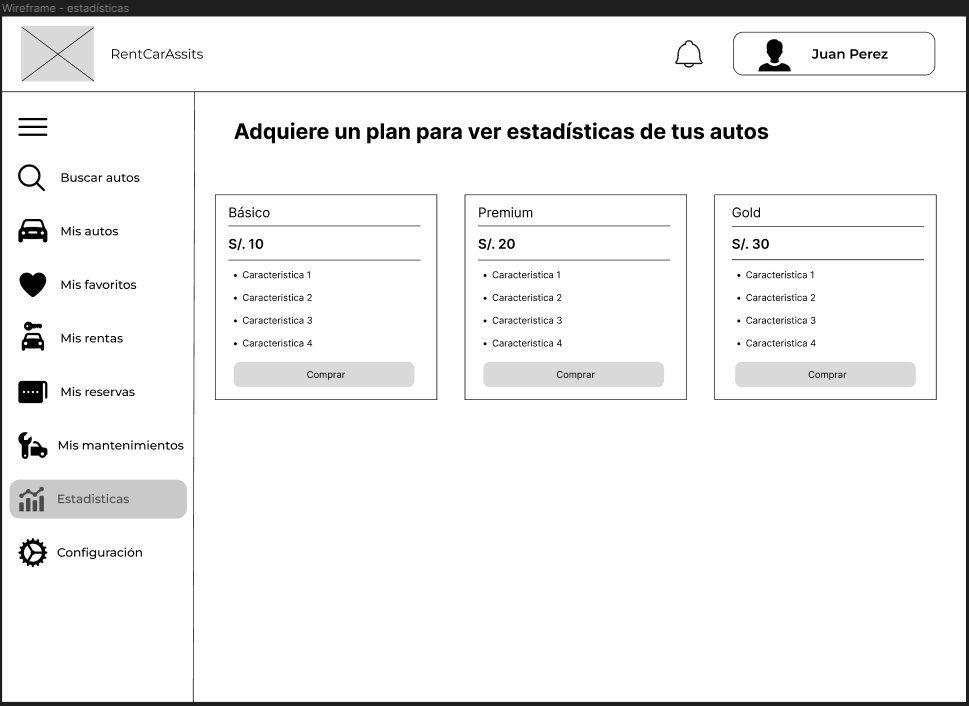 Wireframe - estadísticas
RentCarAssits
Juan Perez
Buscar autos
Mis autos
Mis favoritos
Mis rentas
Mis reservas
Mis mantenimientos
Estadisticas
Configuración
Adquiere un plan para ver estadísticas de tus autos
Básico
S/. 10
• Caracteristica 1
• Caracteristica 2
• Caracteristica 3
• Caracteristica 4
Comprar
Premium
S/. 20
• Caracteristica 1
• Caracteristica 2
• Caracteristica 3
• Caracteristica 4
Comprar
Gold
S/. 30
• Caracteristica 1
• Caracteristica 2
• Caracteristica 3
• Caracteristica 4
Comprar